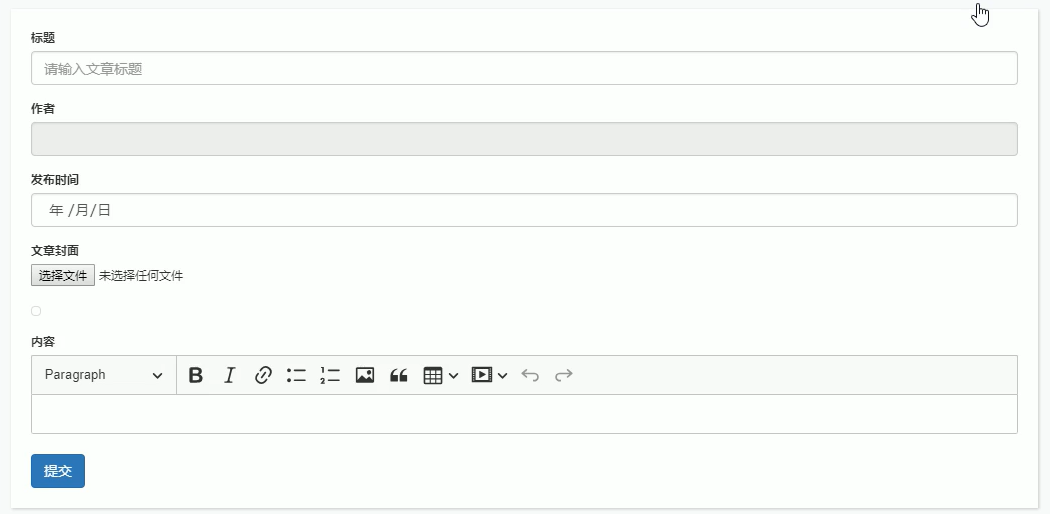 标题
请输入文章标题
作者
发布时间
年 /月/日
文章封面
选择文件 未选择任何文件
内容
Paragraph B I
提交